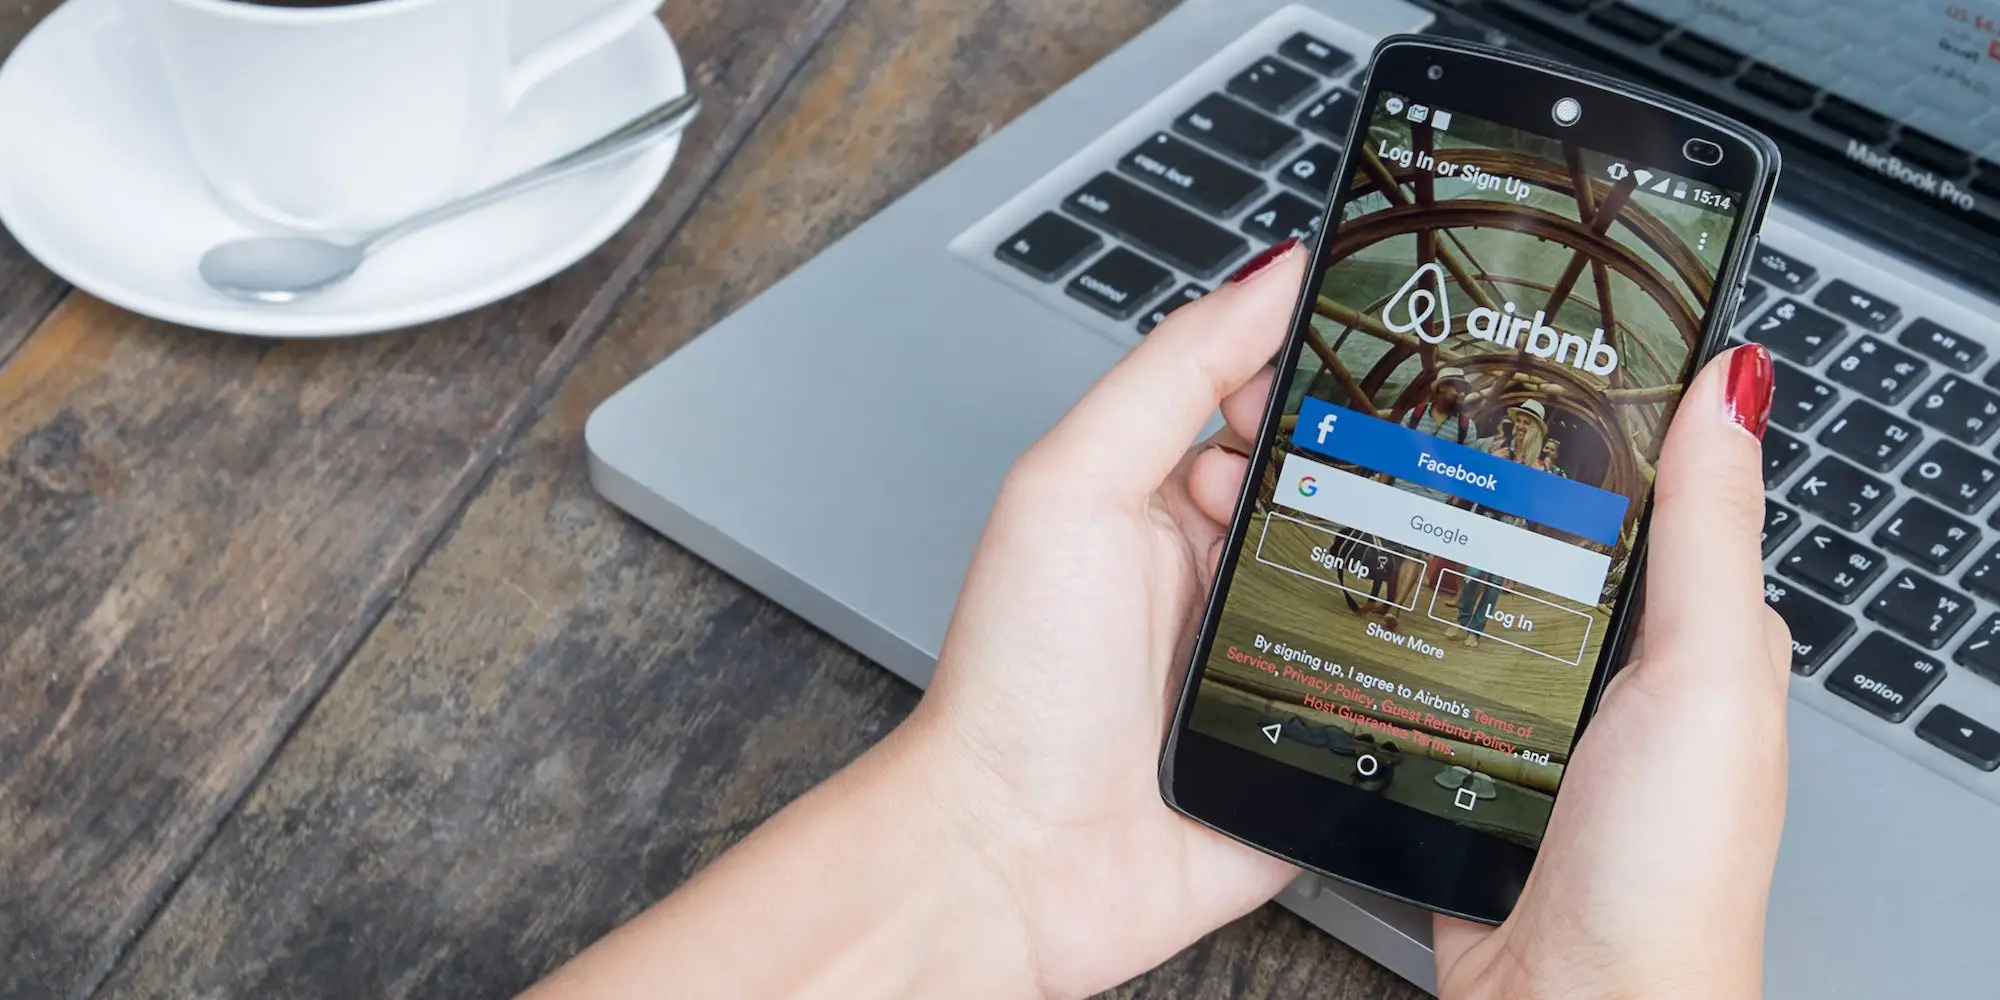 Log In or Sign Up
15:14
airbnb
Facebook
Google
Sign Up
Log In
Show More
By signing up, I agree to Airbnb's Terms of
Service, Privacy Policy, Guest Refund Policy, and
Host Guarantee Terms.
MacBook Pro
tab
Q
caps lock
A
shift
fn
control
&
7
*
8
(
O
K
L
<
>
?
alt
option